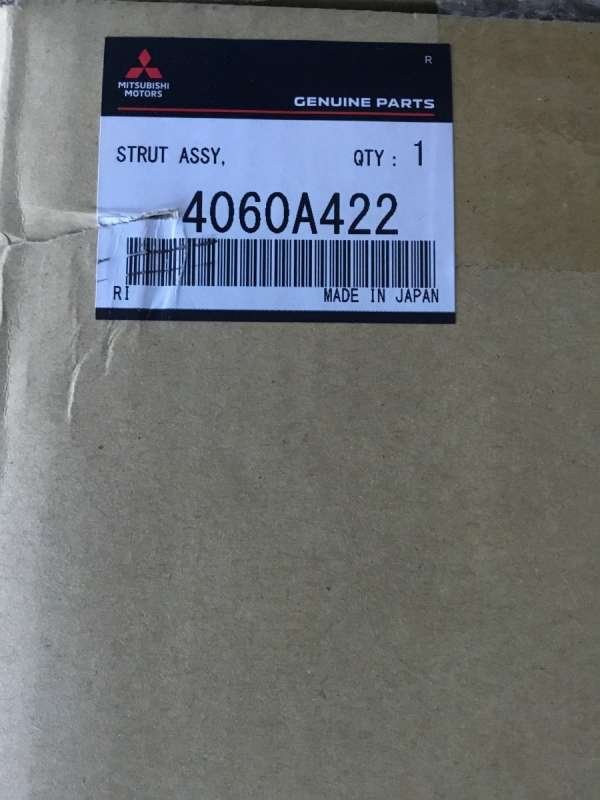 R
MITSUBISHI
MOTORS
GENUINE PARTS
STRUT ASSY,
QTY : 1
4060A422
RI
MADE IN JAPAN